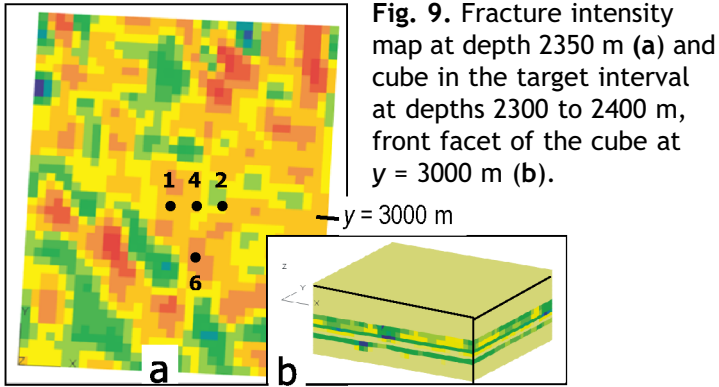 Fig. 9. Fracture intensity
map at depth 2350 m (a) and
cube in the target interval
at depths 2300 to 2400 m,
front facet of the cube at
y = 3000 m (b).
1 4 2
y = 3000 m
6
Y
Z X
a
Z
Y
X
b